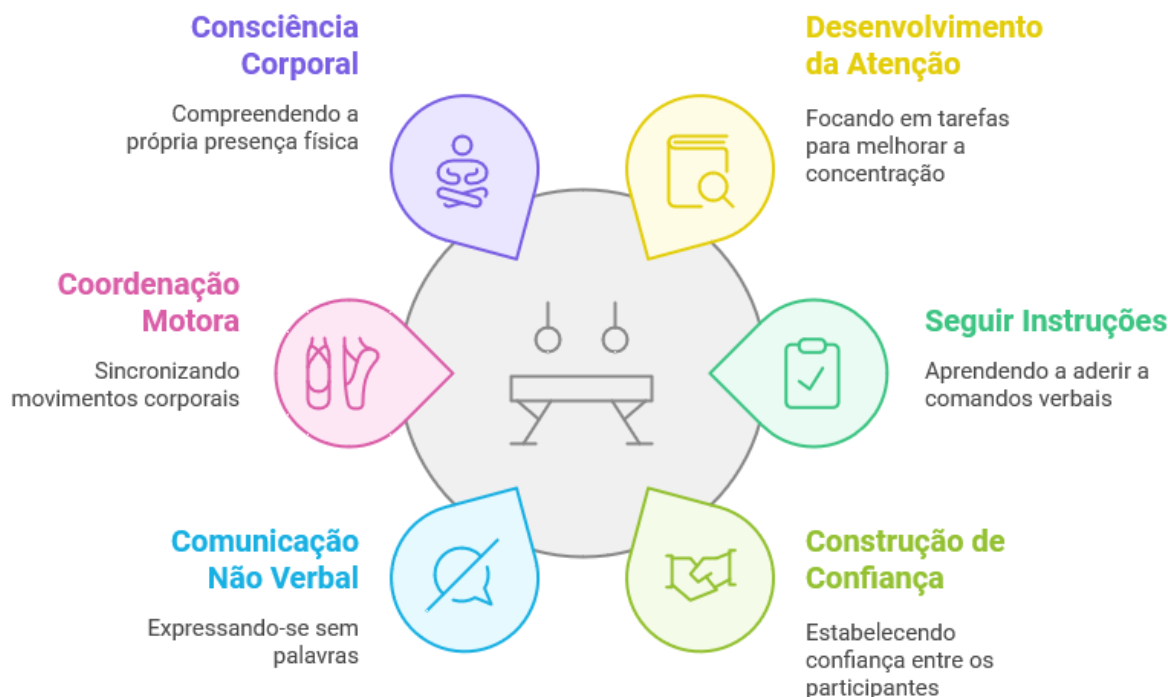 Consciência
Corporal
Compreendendo a
própria presença física
Desenvolvimento
da Atenção
Focando em tarefas
para melhorar a
concentração
Coordenação
Motora
Sincronizando
movimentos corporais
Seguir Instruções
Aprendendo a aderir a
comandos verbais
Comunicação
Não Verbal
Expressando-se sem
palavras
Construção de
Confiança
Estabelecendo
confiança entre os
participantes